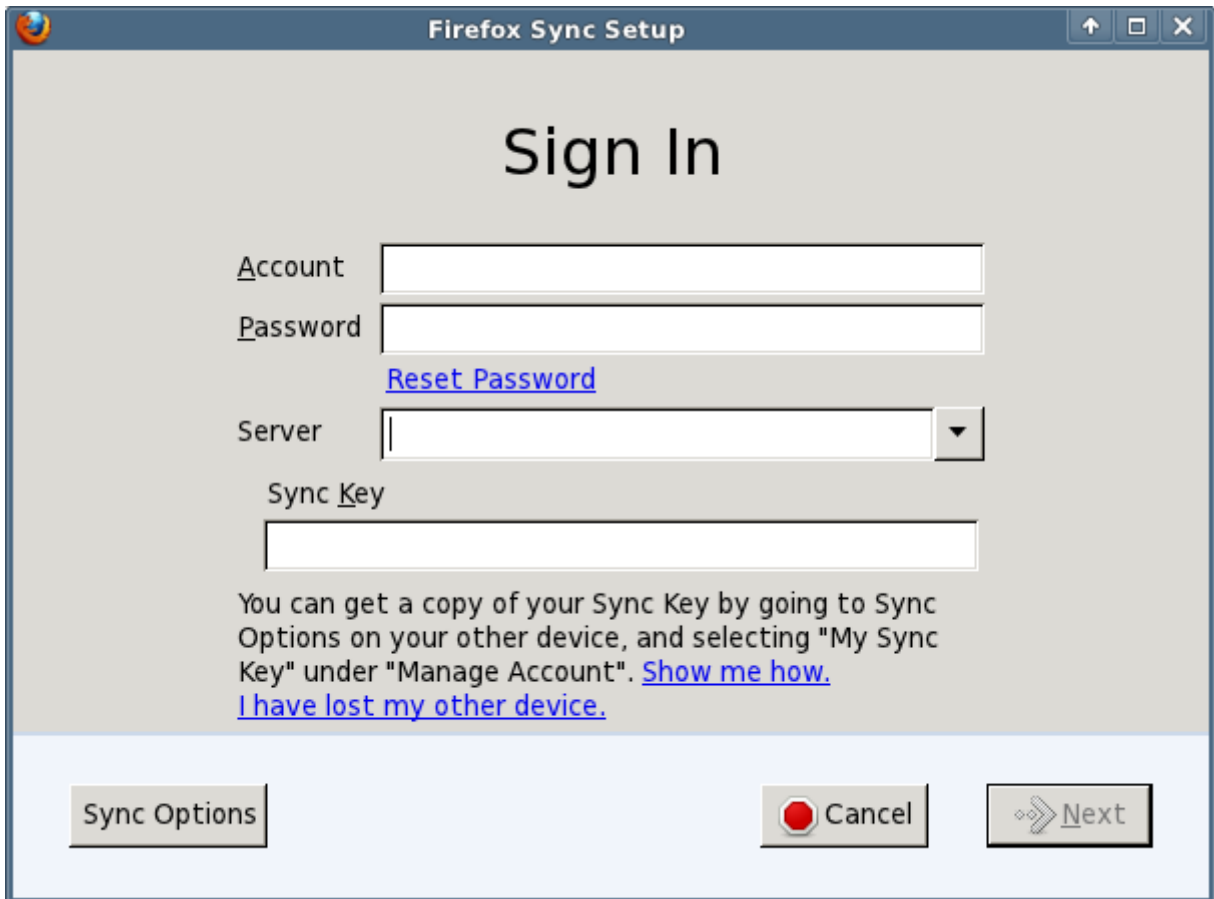 Firefox Sync Setup
Sign In
Account
Password
Reset Password
Server
Sync Key
You can get a copy of your Sync Key by going to Sync
Options on your other device, and selecting "My Sync
Key" under "Manage Account". Show me how.
I have lost my other device.
Sync Options
Cancel
Next